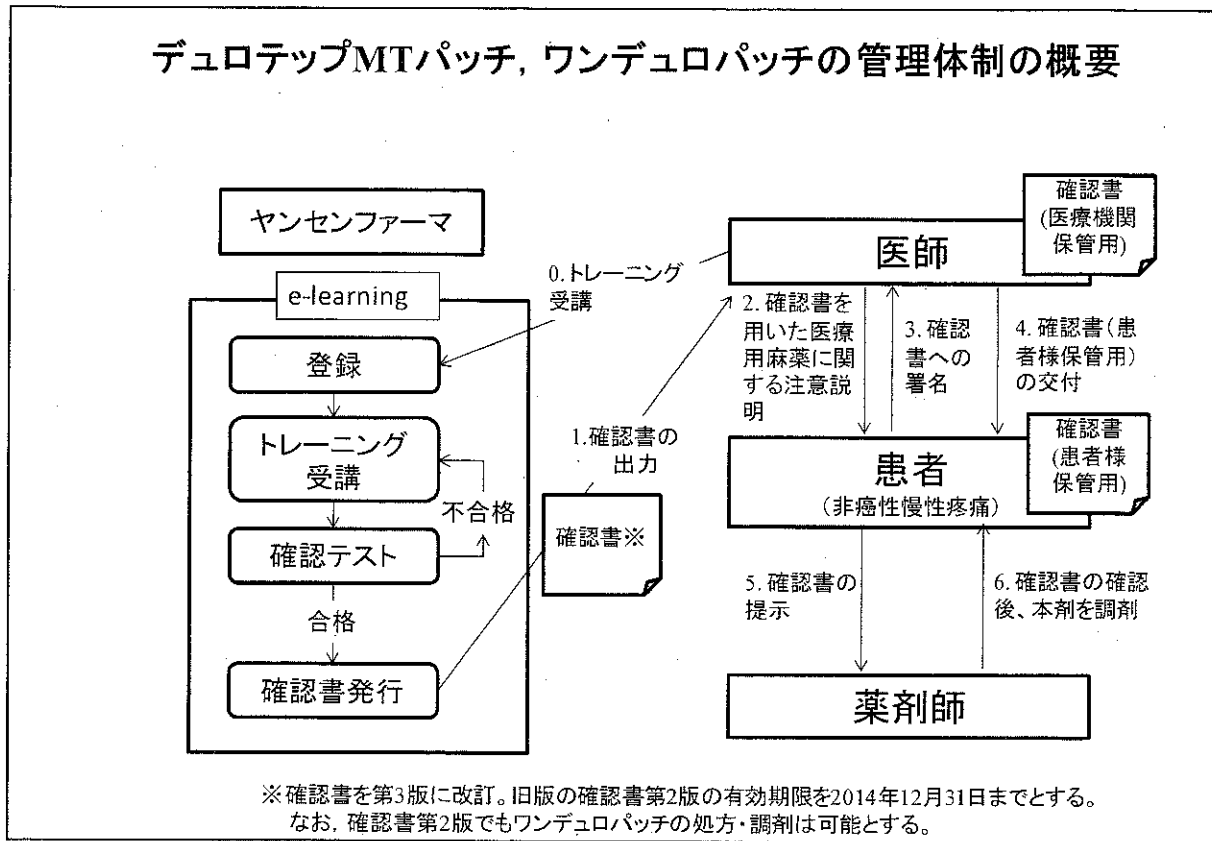 デュロテップMTパッチ, ワンデュロパッチの管理体制の概要
ヤンセンファーマ
e-learning
登録
トレーニング
受講
確認テスト
不合格
合格
確認書発行
0.トレーニング
受講
1.確認書の
出力
確認書※
医師
確認書
(医療機関
保管用)
2. 確認書を
用いた医療
用麻薬に関
する注意説
明
3. 確認
書への
署名
4. 確認書(患
者様保管用)
の交付
患者
(非癌性慢性疼痛)
確認書
(患者様
保管用)
5. 確認書の
提示
6. 確認書の確認
後、本剤を調剤
薬剤師
※確認書を第3版に改訂。旧版の確認書第2版の有効期限を2014年12月31日までとする。
なお, 確認書第2版でもワンデュロパッチの処方・調剤は可能とする。